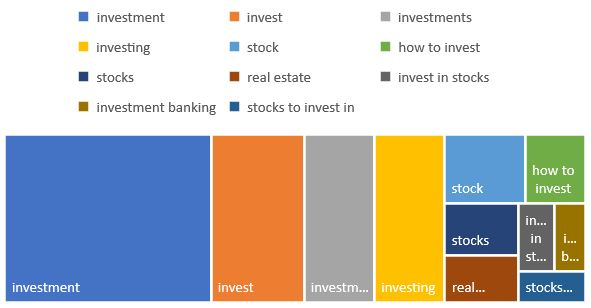 investment invest investments
investing stock how to invest
stocks real estate invest in stocks
investment banking stocks to invest in
investment
invest
investm...
investing
stock
how to
invest
stocks
in...
in
st...
i...
b...
real...
stocks...